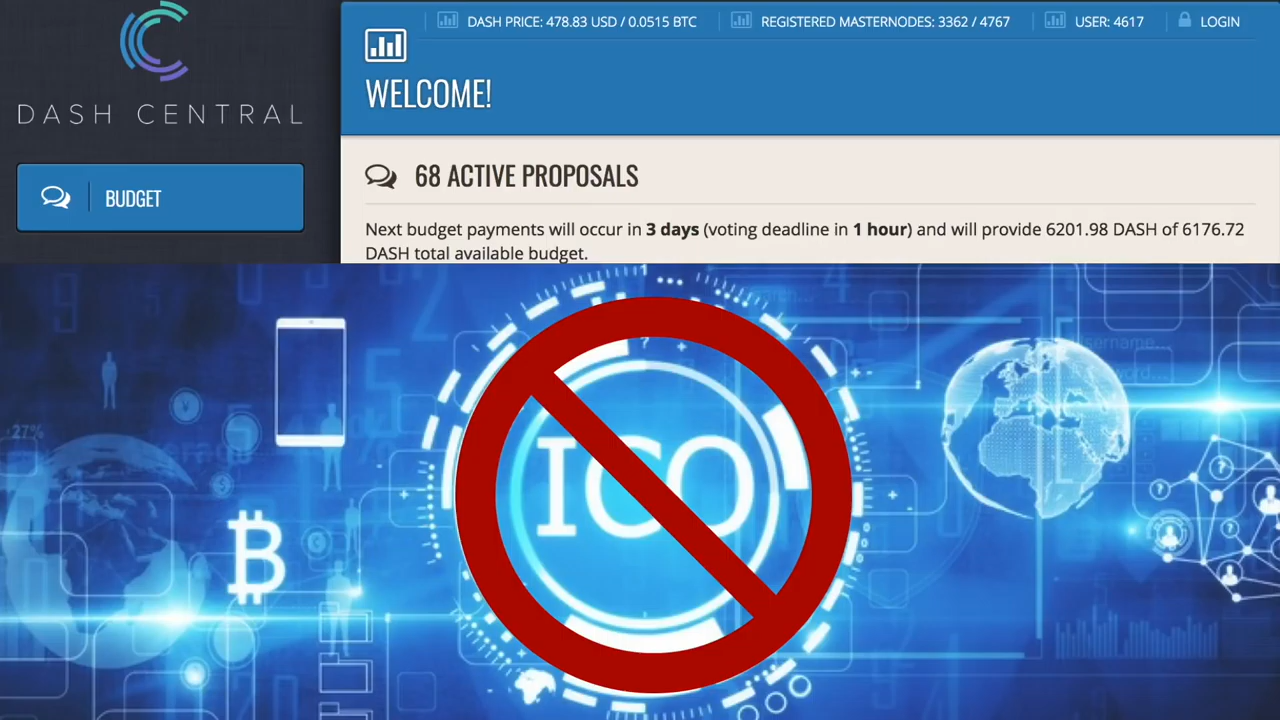 DASH PRICE: 478.83 USD / 0.0515 BTC
REGISTERED MASTERNODES: 3362 / 4767
USER: 4617
LOGIN
DASH CENTRAL
WELCOME!
BUDGET
68 ACTIVE PROPOSALS
Next budget payments will occur in 3 days (voting deadline in 1 hour) and will provide 6201.98 DASH of 6176.72
DASH total available budget.
ICO
username...
27%